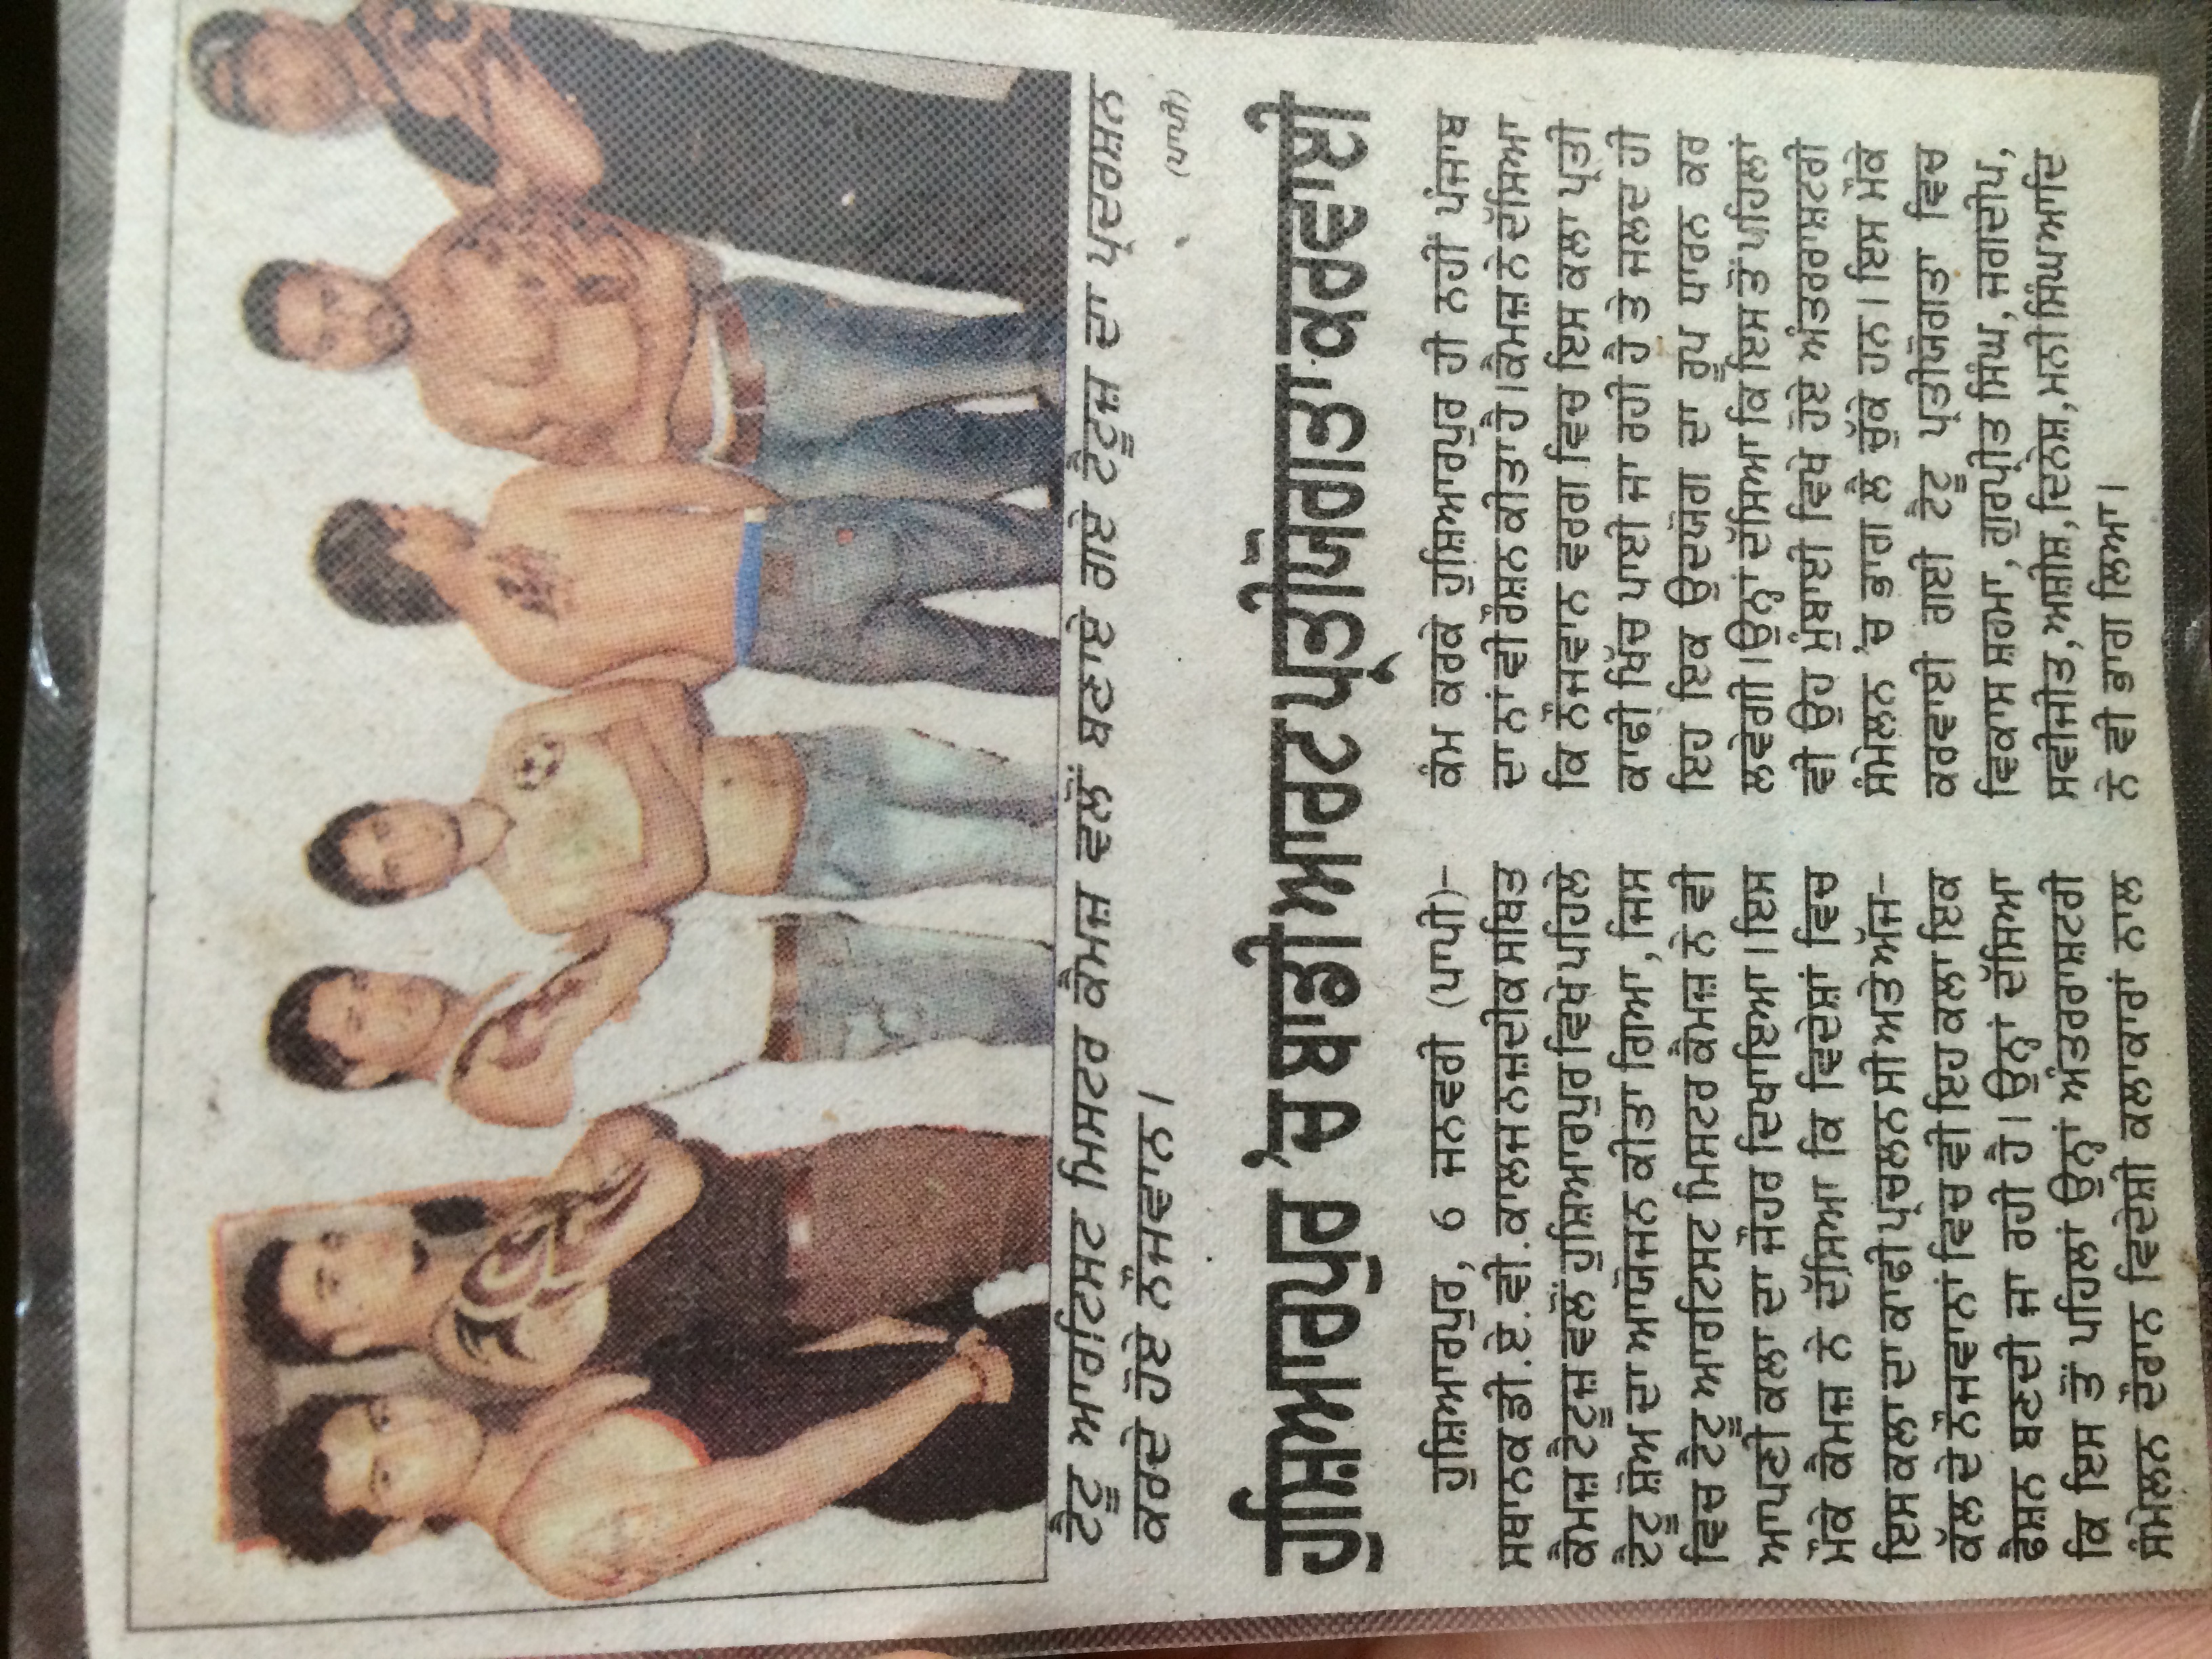 ਟੈਟੂ ਆਰਟਿਸਟ ਮਿਸਟਰ ਕੈਮਜ਼ ਵਲੋਂ ਬਣਾਏ ਗਏ ਟੈਟੂਜ਼ ਦਾ ਪ੍ਰਦਰਸ਼ਨ
ਕਰਦੇ ਹੋਏ ਨੌਜਵਾਨ।
(ਪਾਪੀ)
ਹੁਸ਼ਿਆਰਪੁਰ 'ਚ ਬਾਡੀ ਆਰਟ ਪ੍ਰਤੀਯੋਗਤਾ ਕਰਵਾਈ
ਹੁਸ਼ਿਆਰਪੁਰ, 6 ਜਨਵਰੀ (ਪਾਪੀ)-
ਸਥਾਨਕ ਡੀ.ਏ.ਵੀ.ਕਾਲਜ ਨਜ਼ਦੀਕ ਸਥਿਤ
ਕੈਮਜ਼ ਟੈਟੂਜ਼ ਵਲੋਂ ਹੁਸ਼ਿਆਰਪੁਰ ਵਿਖੇ ਪਹਿਲੇ
ਟੈਟੂ ਸ਼ੋਅ ਦਾ ਆਯੋਜਨ ਕੀਤਾ ਗਿਆ, ਜਿਸ
ਵਿਚ ਟੈਟੂ ਆਰਟਿਸਟ ਮਿਸਟਰ ਕੈਮਜ਼ ਨੇ ਵੀ
ਆਪਣੀ ਕਲਾ ਦਾ ਜੌਹਰ ਦਿਖਾਇਆ। ਇਸ
ਮੌਕੇ ਕੈਮਜ਼ ਨੇ ਦੱਸਿਆ ਕਿ ਵਿਦੇਸ਼ਾਂ ਵਿਚ
ਇਸ ਕਲਾ ਦਾ ਕਾਫੀ ਪ੍ਰਚਲਨ ਸੀ ਅਤੇ ਅੱਜ-
ਕੱਲ ਦੇ ਨੌਜਵਾਨਾਂ ਵਿਚ ਵੀ ਇਹ ਕਲਾ ਇਕ
ਫੈਸ਼ਨ ਬਣਦੀ ਜਾ ਰਹੀ ਹੈ। ਉਨ੍ਹਾਂ ਦੱਸਿਆ
ਕਿ ਇਸ ਤੋਂ ਪਹਿਲਾਂ ਉਨ੍ਹਾਂ ਅੰਤਰਰਾਸ਼ਟਰੀ
ਸੰਮੇਲਨ ਦੌਰਾਨ ਵਿਦੇਸ਼ੀ ਕਲਾਕਾਰਾਂ ਨਾਲ
ਕੰਮ ਕਰਕੇ ਹੁਸ਼ਿਆਰਪੁਰ ਹੀ ਨਹੀਂ ਪੰਜਾਬ
ਦਾ ਨਾਂ ਵੀ ਰੌਸ਼ਨ ਕੀਤਾ ਹੈ। ਕੈਮਜ਼ ਨੇ ਦੱਸਿਆ
ਕਿ ਨੌਜਵਾਨ ਵਰਗ ਵਿਚ ਇਸ ਕਲਾ ਪ੍ਰਤੀ
ਕਾਫੀ ਖਿੱਚ ਪਾਈ ਜਾ ਰਹੀ ਹੈ ਤੇ ਜਲਦ ਹੀ
ਇਹ ਇਕ ਉਦਯੋਗ ਦਾ ਰੂਪ ਧਾਰਨ ਕਰ
ਲਵੇਗੀ। ਉਨ੍ਹਾਂ ਦੱਸਿਆ ਕਿ ਇਸ ਤੋਂ ਪਹਿਲਾਂ
ਵੀ ਉਹ ਮੁੰਬਾਈ ਵਿਖੇ ਹੋਏ ਅੰਤਰਰਾਸ਼ਟਰੀ
ਸੰਮੇਲਨ 'ਚ ਭਾਗ ਲੈ ਚੁੱਕੇ ਹਨ। ਇਸ ਮੌਕੇ
ਕਰਵਾਈ ਗਈ ਟੈਟੂ ਪ੍ਰਤੀਯੋਗਤਾ ਵਿਚ
ਵਿਕਾਸ ਸ਼ਰਮਾ, ਗੁਰਪ੍ਰੀਤ ਸਿੰਘ, ਜਗਦੀਪ,
ਸਵੀਜੀਤ, ਅਸ਼ੀਸ਼, ਦਿਨੇਸ਼, ਮਨੀ ਸਿੰਘ ਆਦਿ
ਨੇ ਵੀ ਭਾਗ ਲਿਆ।